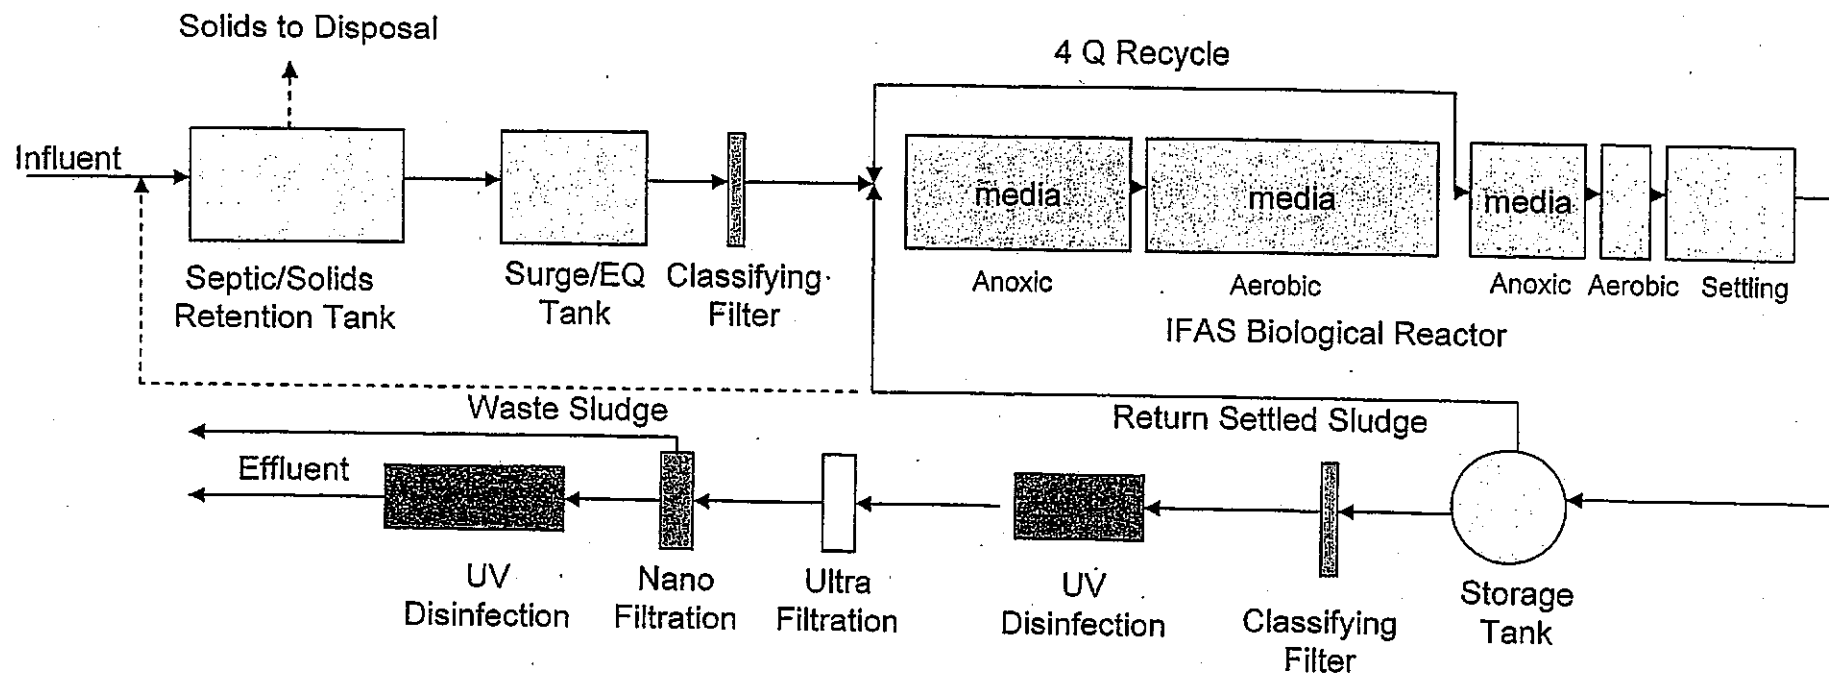 Solids to Disposal
4 Q Recycle
Influent
media
media
media
Septic/Solids
Retention Tank
Surge/EQ
Tank
Classifying
Filter
Anoxic
Aerobic
Anoxic
Aerobic
Settling
IFAS Biological Reactor
Waste Sludge
Return Settled Sludge
Effluent
UV
Disinfection
Nano
Filtration
Ultra
Filtration
UV
Disinfection
Classifying
Filter
Storage
Tank